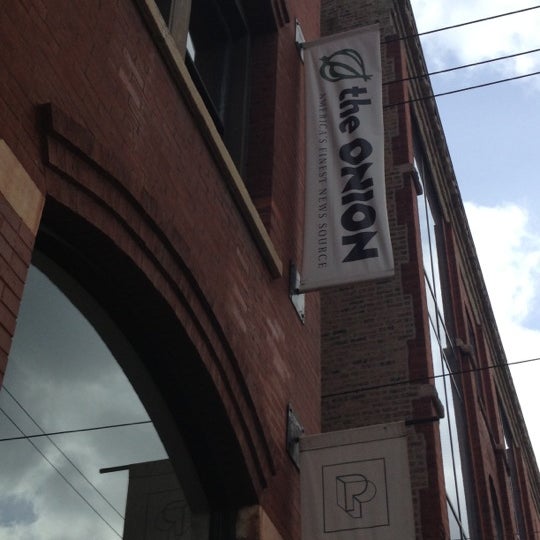 the ONION
AMERICA'S FINEST NEWS SOURCE
P